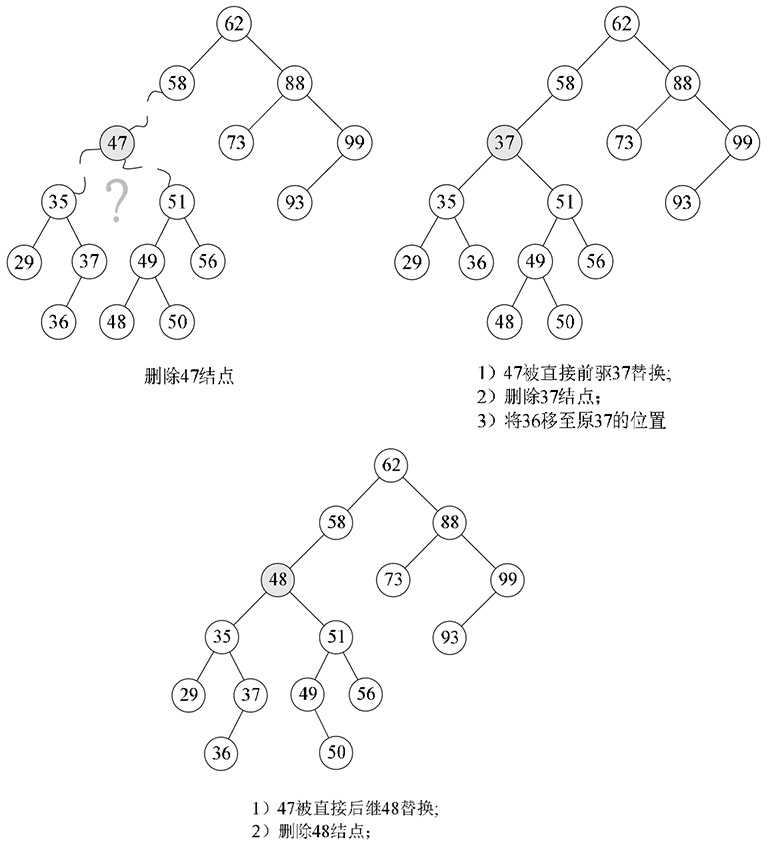 62
58 88
47 73 99
35 ? 51 93
29 37 49 56
36 48 50
删除47结点
62
58 88
37 73 99
35 51 93
29 36 49 56
48 50
1）47被直接前驱37替换;
2）删除37结点；
3）将36移至原37的位置
62
58 88
48 73 99
35 51 93
29 37 49 56
36 50
1）47被直接后继48替换;
2）删除48结点；